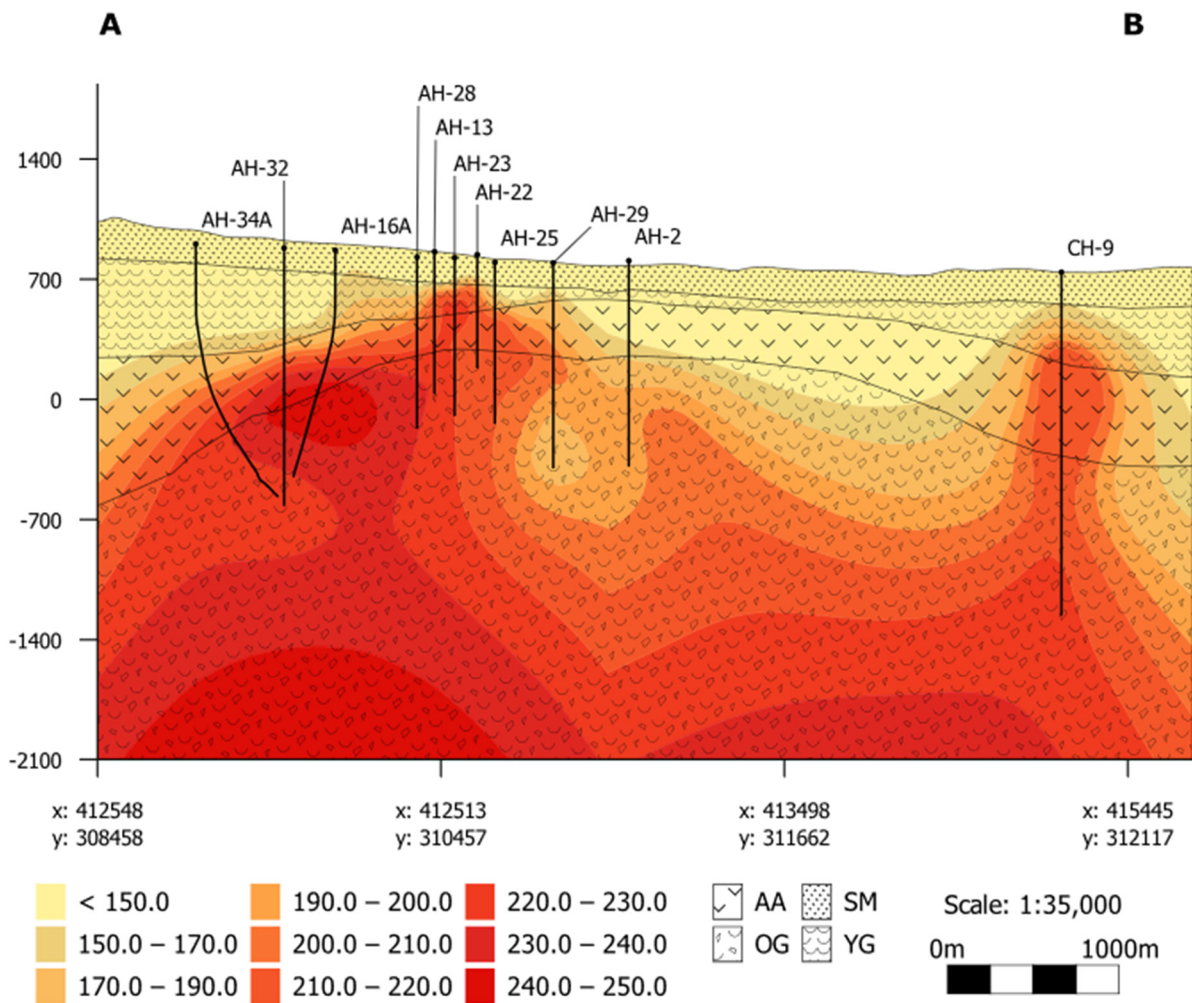 A B
AH-28
AH-13
1400
AH-32
AH-23
AH-22
AH-34A
AH-16A
AH-25
AH-29
AH-2
CH-9
700
0
-700
-1400
-2100
x: 412548 x: 412513 x: 413498 x: 415445
y: 308458 y: 310457 y: 311662 y: 312117
< 150.0 190.0 – 200.0 220.0 – 230.0 AA SM Scale: 1:35,000
150.0 – 170.0 200.0 – 210.0 230.0 – 240.0 OG YG 0m 1000m
170.0 – 190.0 210.0 – 220.0 240.0 – 250.0